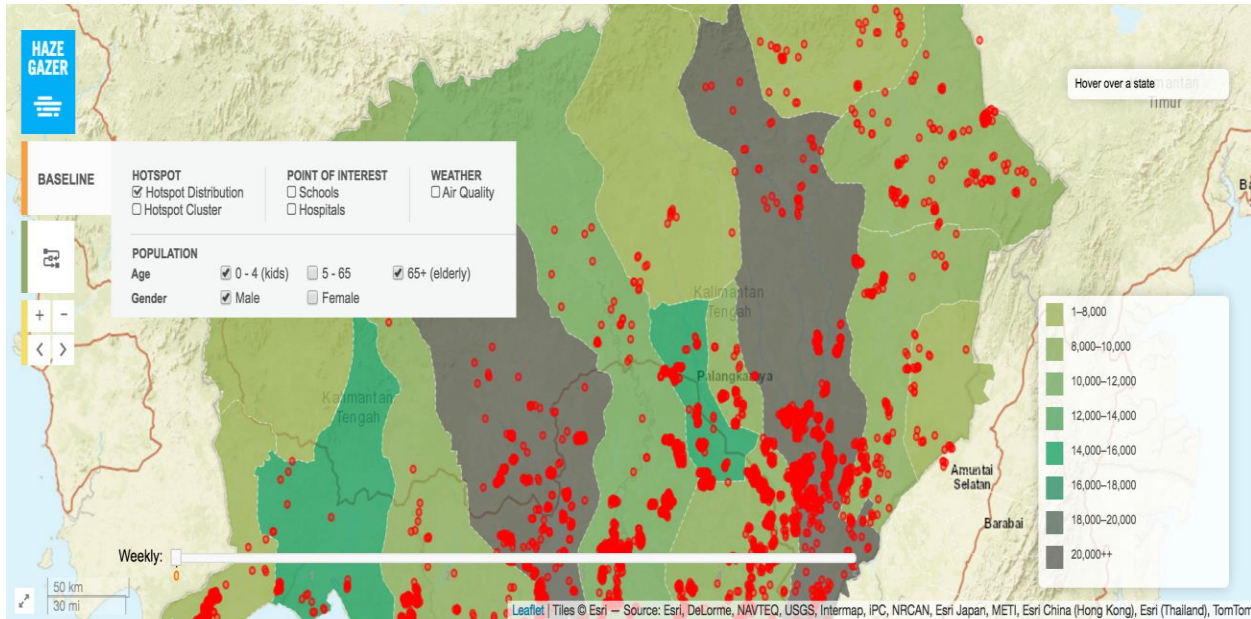 HAZE
GAZER
BASELINE
HOTSPOT
Hotspot Distribution
Hotspot Cluster
POINT OF INTEREST
Schools
Hospitals
WEATHER
Air Quality
POPULATION
Age
0 - 4 (kids)
5 - 65
65+ (elderly)
Gender
Male
Female
+
-
Hover over a state
Timur
Kalimantan
Tengah
Palangkaraya
Kalimantan
Tengah
Amuntai
Selatan
Barabai
1–8,000
8,000–10,000
10,000–12,000
12,000–14,000
14,000–16,000
16,000–18,000
18,000–20,000
20,000++
Weekly:
0
50 km
30 mi
Leaflet | Tiles © Esri — Source: Esri, DeLorme, NAVTEQ, USGS, Intermap, iPC, NRCAN, Esri Japan, METI, Esri China (Hong Kong), Esri (Thailand), TomTom